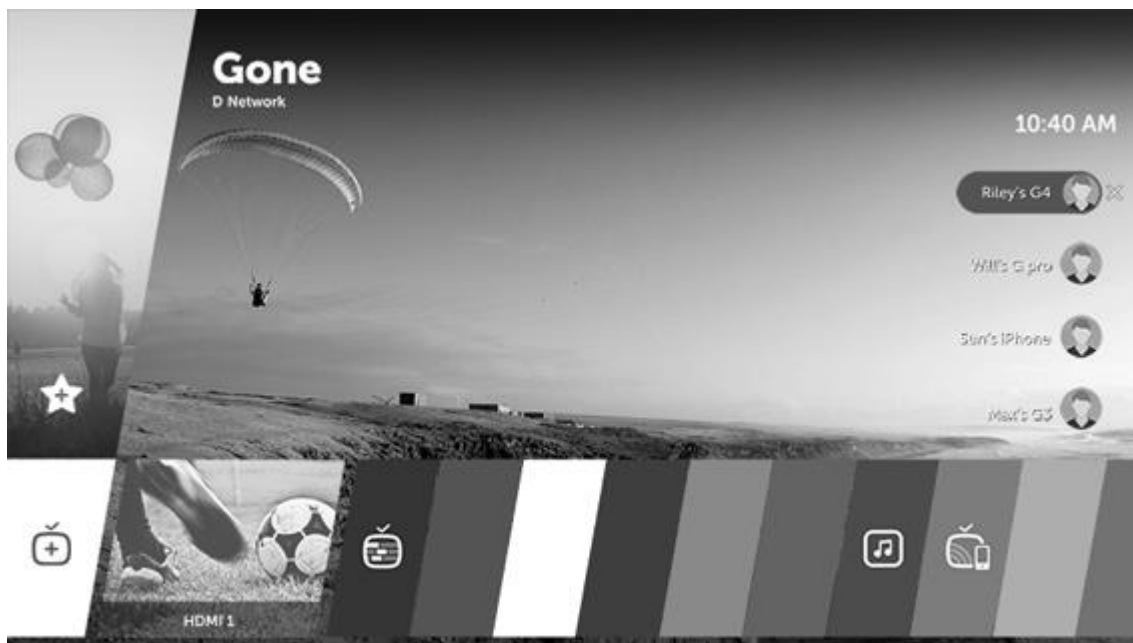 Gone
D Network
10:40 AM
Riley's G4
Will's G pro
Sun's iPhone
Max's G3
HDMI 1